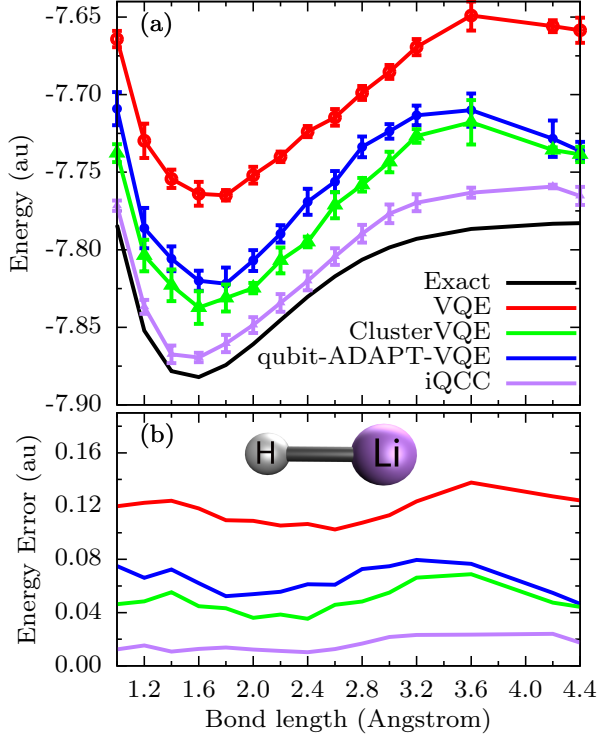 (a)
-7.65
-7.70
-7.75
-7.80
-7.85
-7.90
Energy (au)
Exact
VQE
ClusterVQE
qubit-ADAPT-VQE
iQCC
(b)
H
Li
0.16
0.12
0.08
0.04
0.00
Energy Error (au)
1.2 1.6 2.0 2.4 2.8 3.2 3.6 4.0 4.4
Bond length (Angstrom)